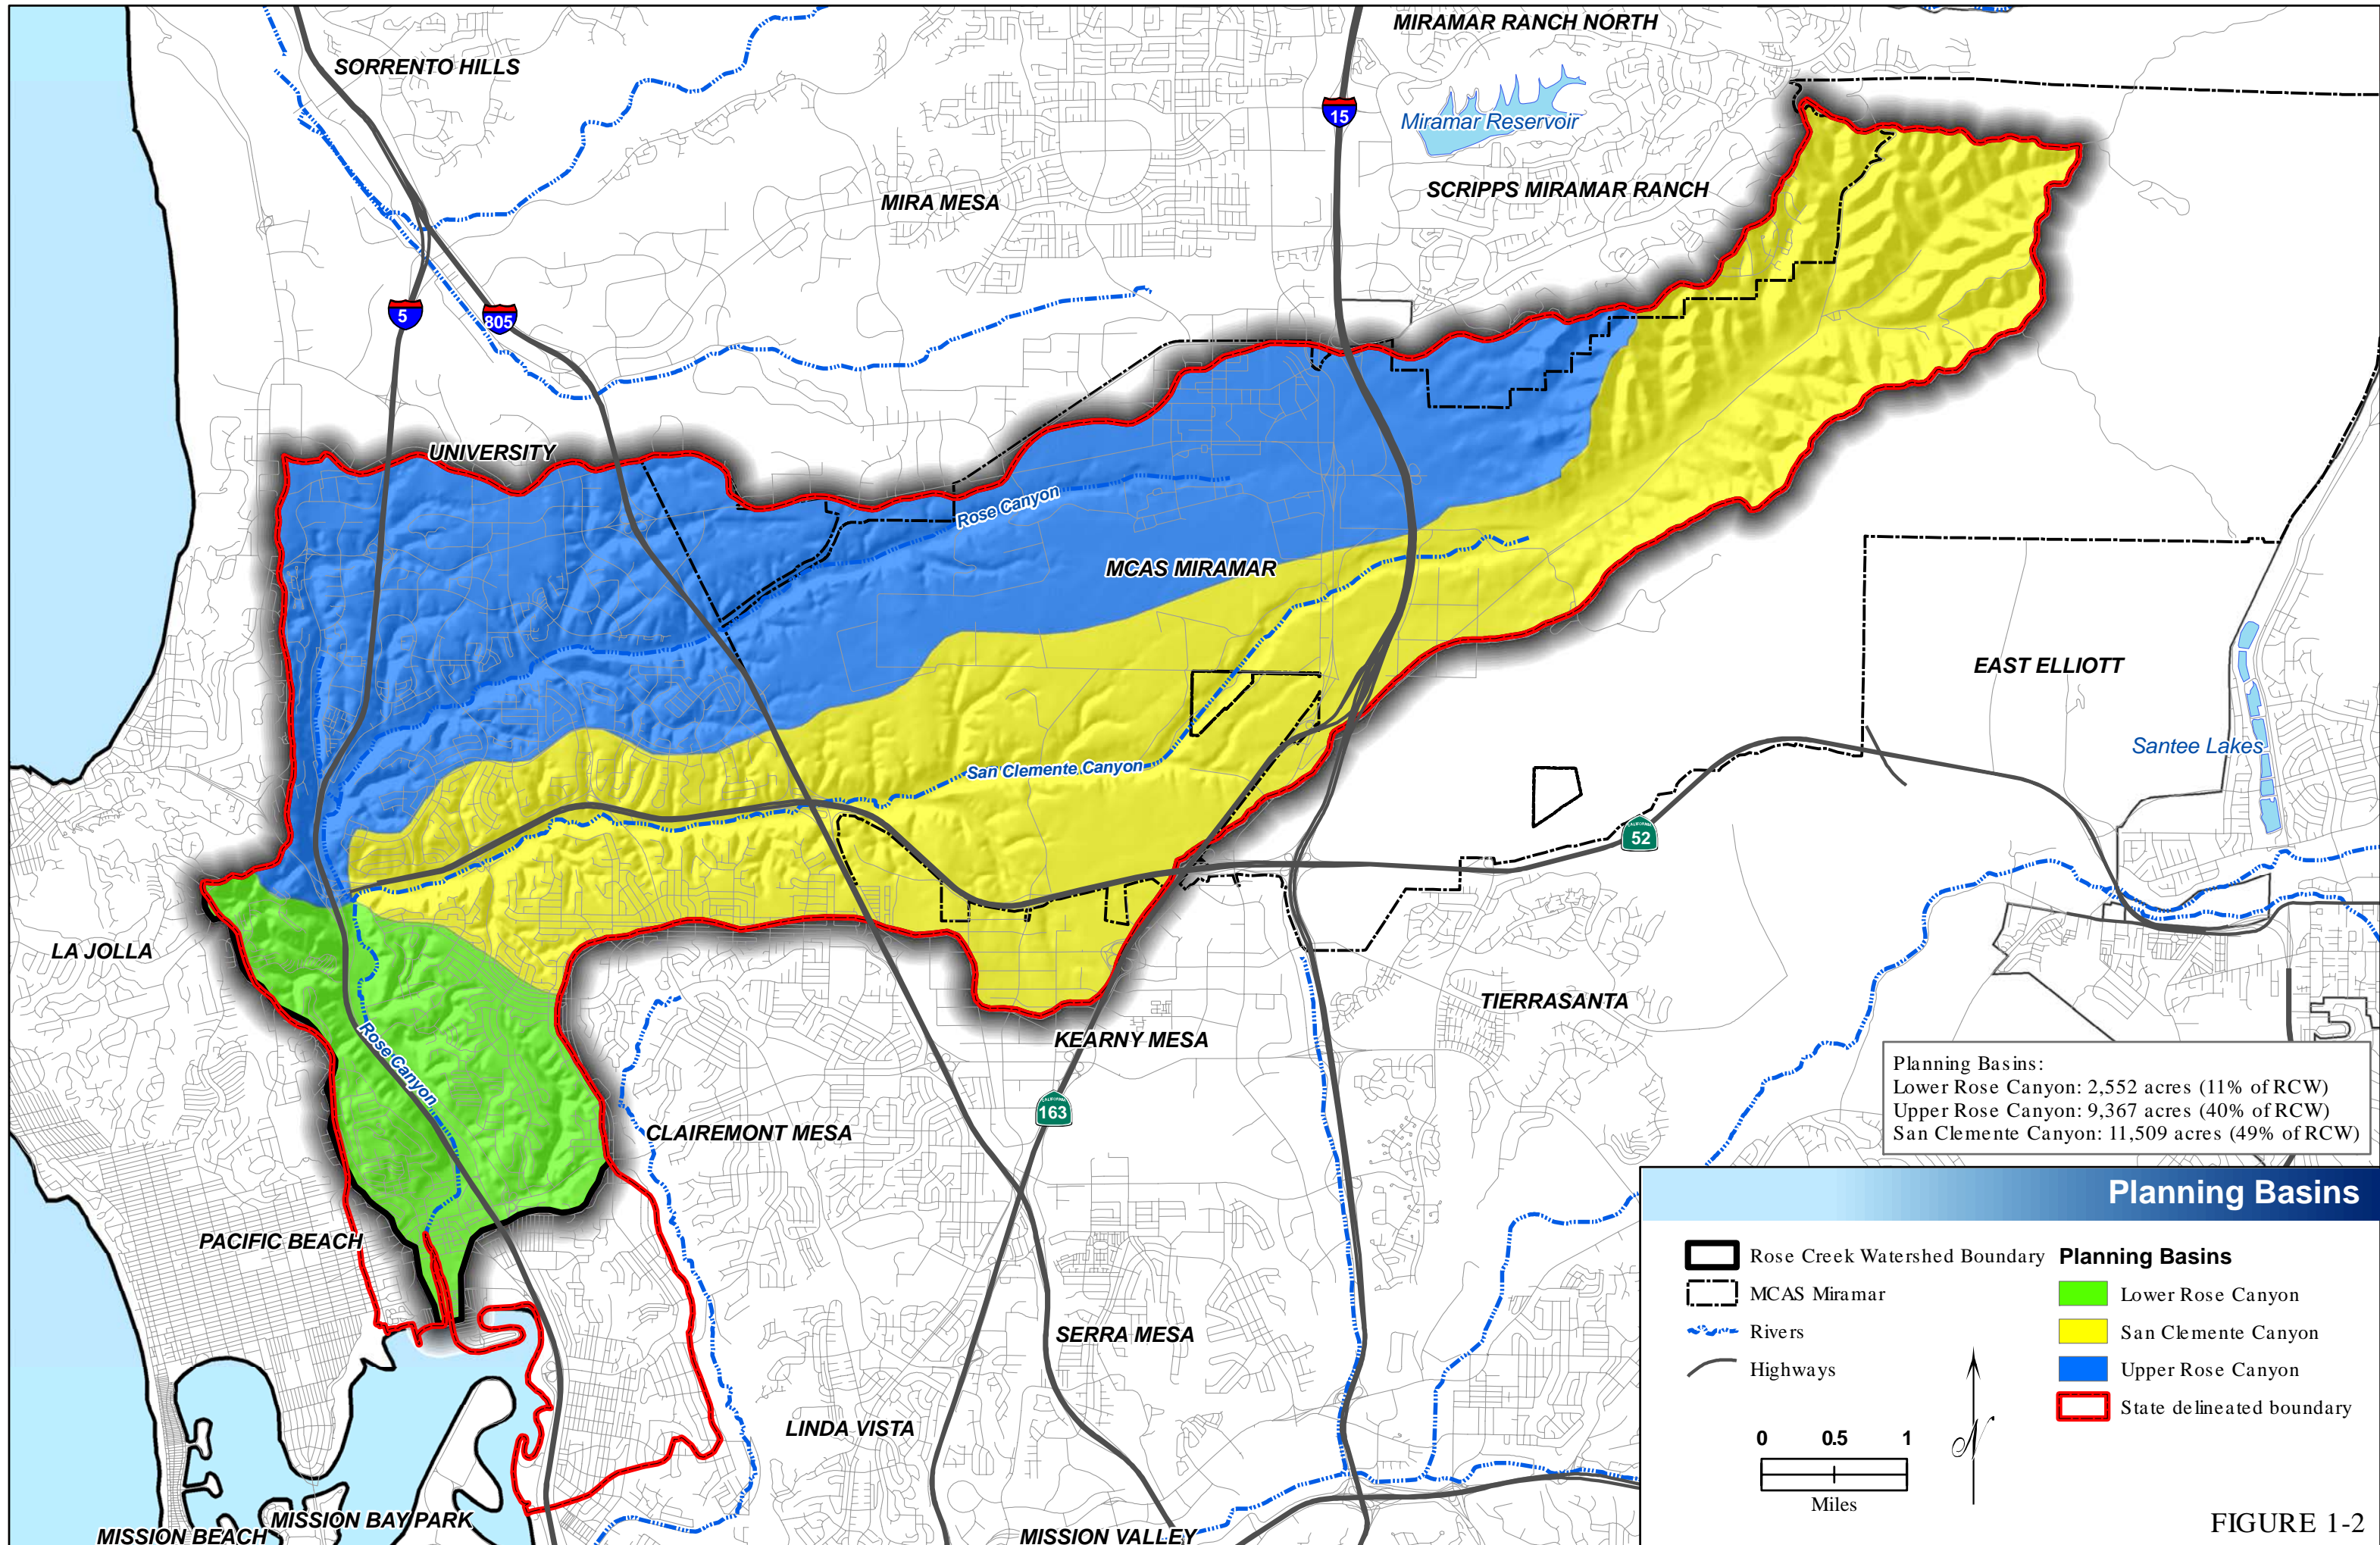 MIRAMAR RANCH NORTH
SORRENTO HILLS
15
Miramar Reservoir
MIRA MESA
SCRIPPS MIRAMAR RANCH
5
805
UNIVERSITY
Rose Canyon
MCAS MIRAMAR
EAST ELLIOTT
Santee Lakes
San Clemente Canyon
CALIFORNIA
52
LA JOLLA
TIERRASANTA
Rose Canyon
KEARNY MESA
CALIFORNIA
163
CLAIREMONT MESA
PACIFIC BEACH
SERRA MESA
LINDA VISTA
MISSION BAY PARK
MISSION BEACH
MISSION VALLEY
Planning Basins:
Lower Rose Canyon: 2,552 acres (11% of RCW)
Upper Rose Canyon: 9,367 acres (40% of RCW)
San Clemente Canyon: 11,509 acres (49% of RCW)
Planning Basins
Rose Creek Watershed Boundary
MCAS Miramar
Rivers
Highways
Planning Basins
Lower Rose Canyon
San Clemente Canyon
Upper Rose Canyon
State delineated boundary
0 0.5 1
Miles
N
FIGURE 1-2